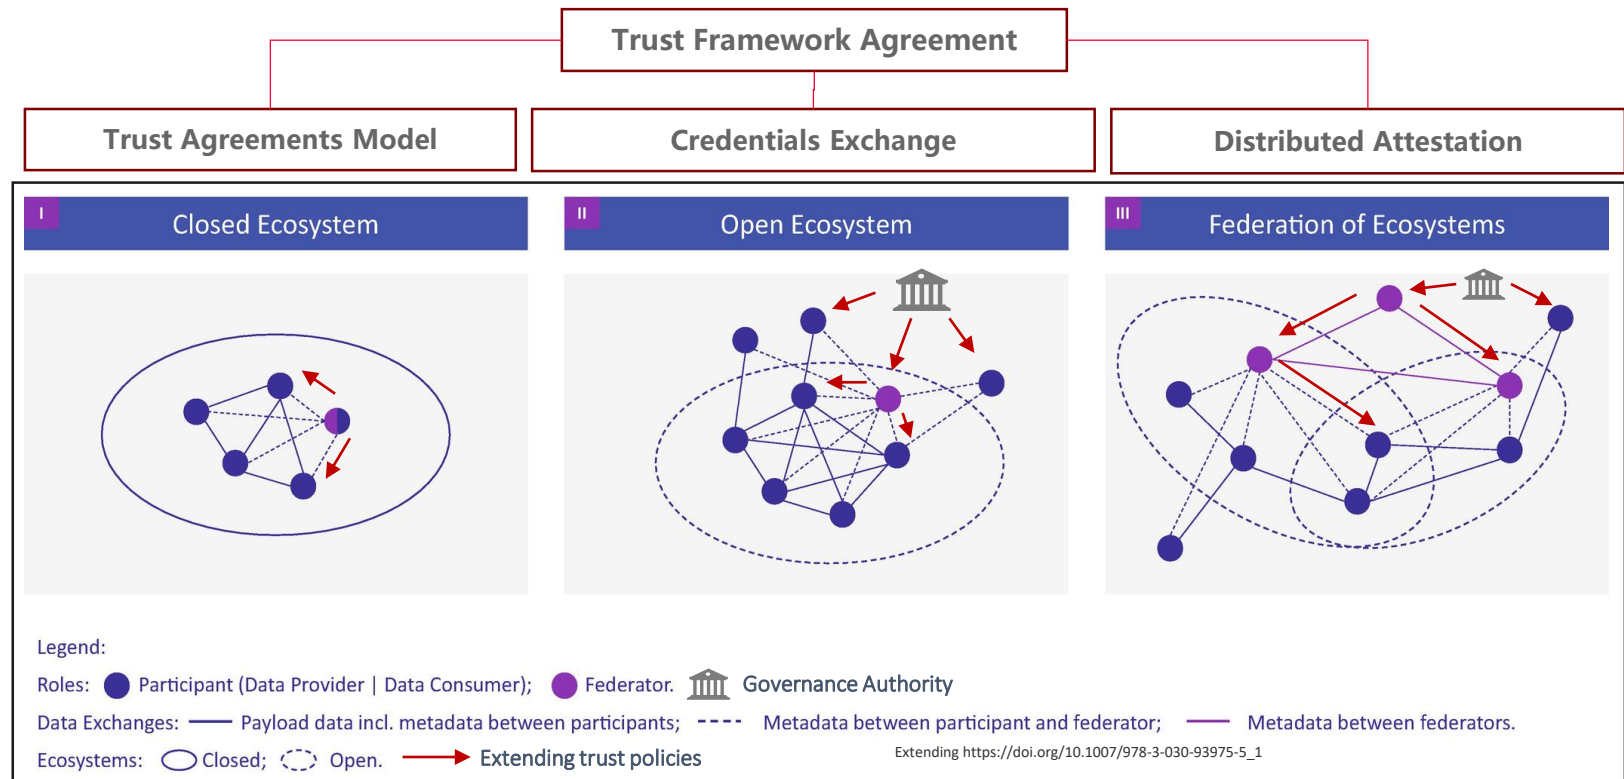 Trust Framework Agreement
Trust Agreements Model
Credentials Exchange
Distributed Attestation
I
Closed Ecosystem
II
Open Ecosystem
III
Federation of Ecosystems
Legend:
Roles: Participant (Data Provider | Data Consumer); Federator. Governance Authority
Data Exchanges: Payload data incl. metadata between participants; Metadata between participant and federator; Metadata between federators.
Ecosystems: Closed; Open. Extending trust policies
Extending https://doi.org/10.1007/978-3-030-93975-5_1